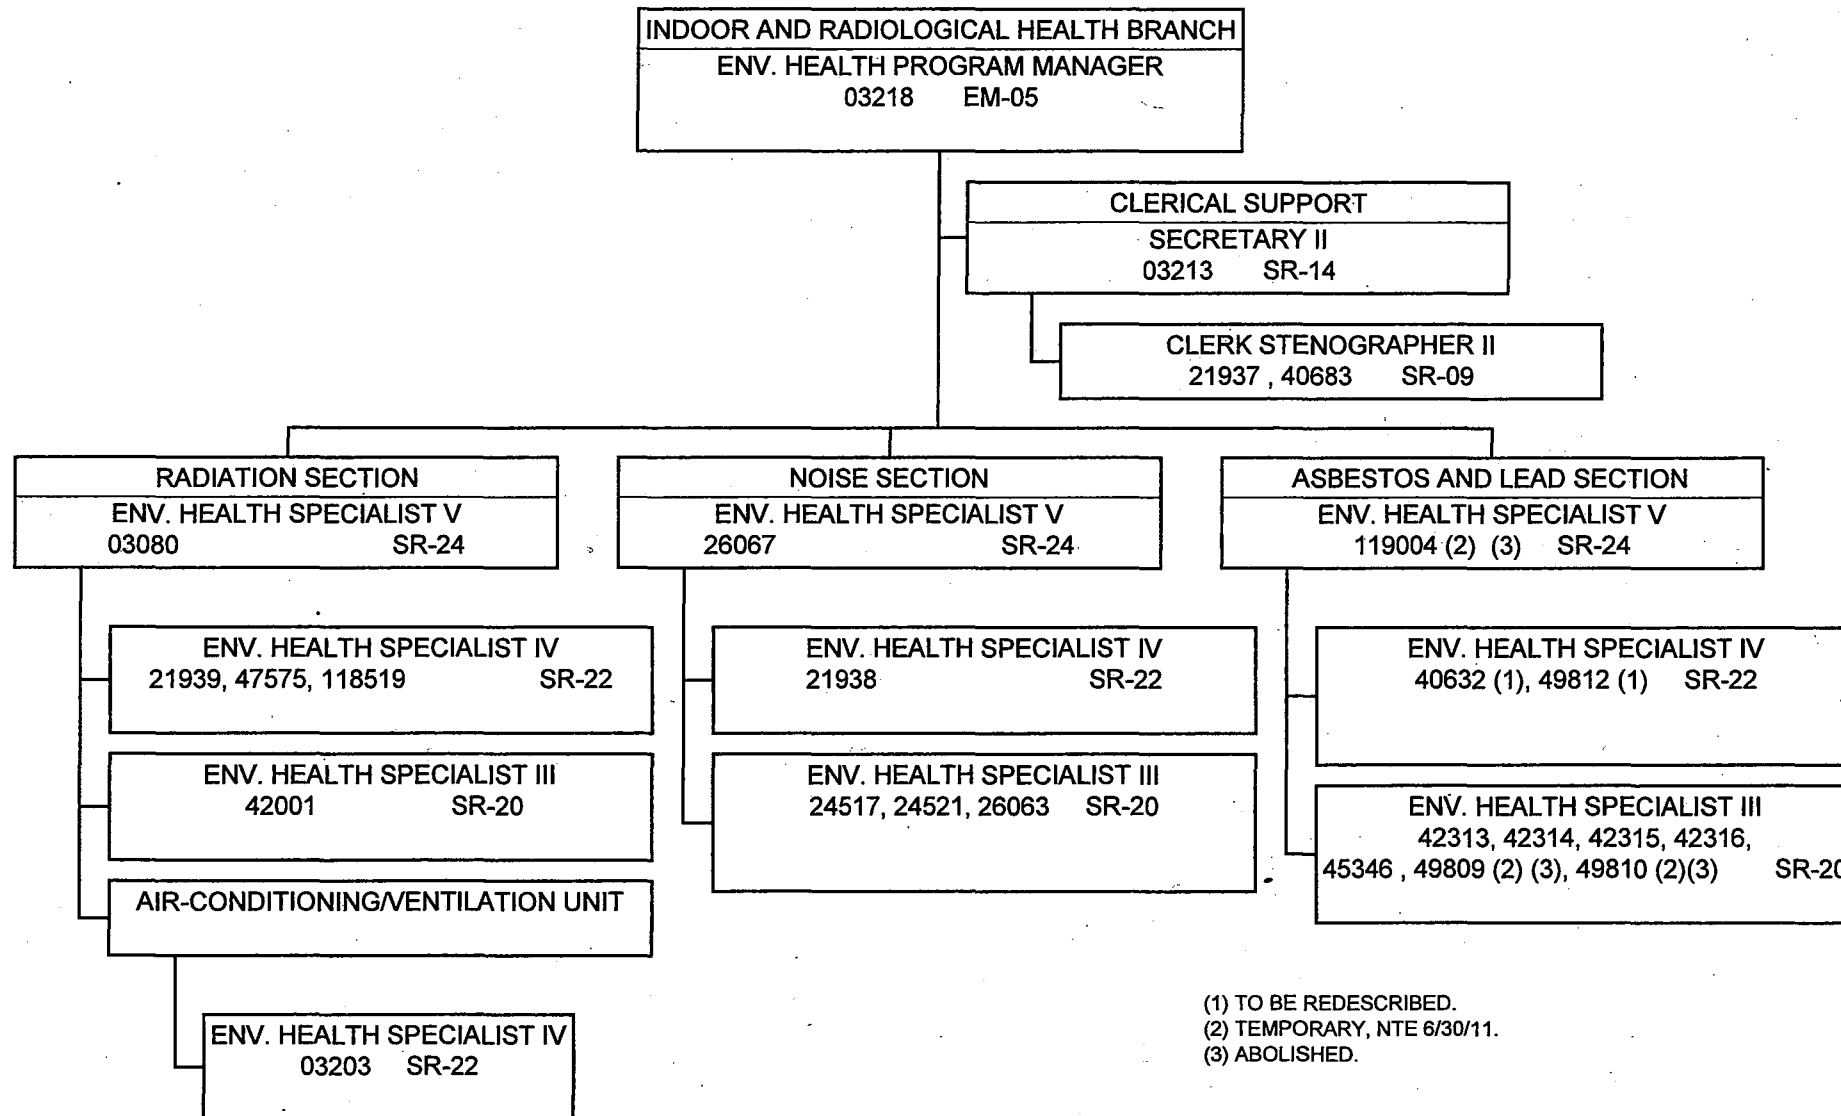 INDOOR AND RADIOLOGICAL HEALTH BRANCH
ENV. HEALTH PROGRAM MANAGER
03218 EM-05
CLERICAL SUPPORT
SECRETARY II
03213 SR-14
CLERK STENOGRAPHER II
21937 , 40683 SR-09
RADIATION SECTION
ENV. HEALTH SPECIALIST V
03080 SR-24
ENV. HEALTH SPECIALIST IV
21939, 47575, 118519 SR-22
ENV. HEALTH SPECIALIST III
42001 SR-20
AIR-CONDITIONING/VENTILATION UNIT
ENV. HEALTH SPECIALIST IV
03203 SR-22
NOISE SECTION
ENV. HEALTH SPECIALIST V
26067 SR-24
ENV. HEALTH SPECIALIST IV
21938 SR-22
ENV. HEALTH SPECIALIST III
24517, 24521, 26063 SR-20
ASBESTOS AND LEAD SECTION
ENV. HEALTH SPECIALIST V
119004 (2) (3) SR-24
ENV. HEALTH SPECIALIST IV
40632 (1), 49812 (1) SR-22
ENV. HEALTH SPECIALIST III
42313, 42314, 42315, 42316,
45346 , 49809 (2) (3), 49810 (2)(3) SR-20
(1) TO BE REDESCRIBED.
(2) TEMPORARY, NTE 6/30/11.
(3) ABOLISHED.